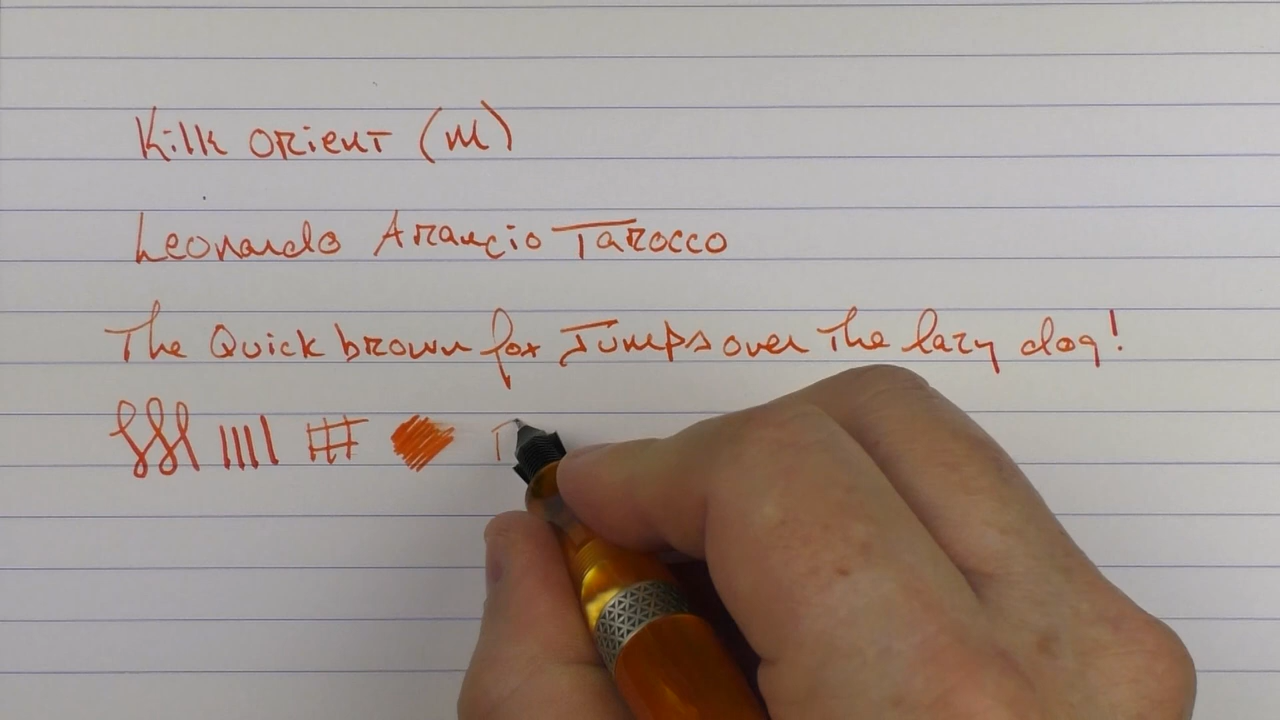 Kilk Orient (M)
Leonardo Arancio Tarocco
The Quick brown fox Jumps over The lazy dog!